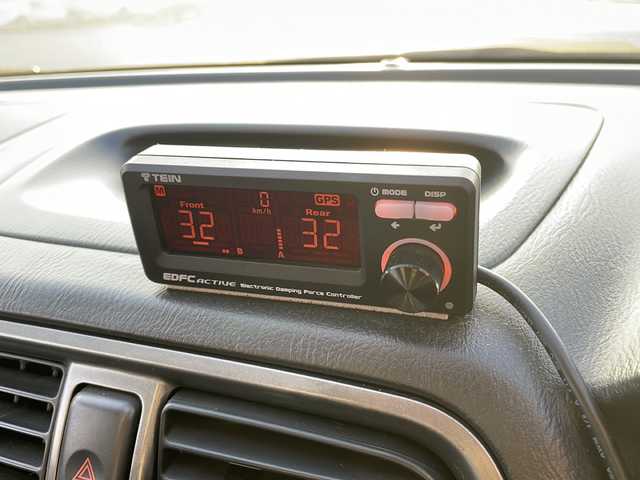 TEIN
MODE DISP
M
Front
32
0
km/h
GPS
Rear
32
B
A
EDFC ACTIVE Electronic Damping Force Controller